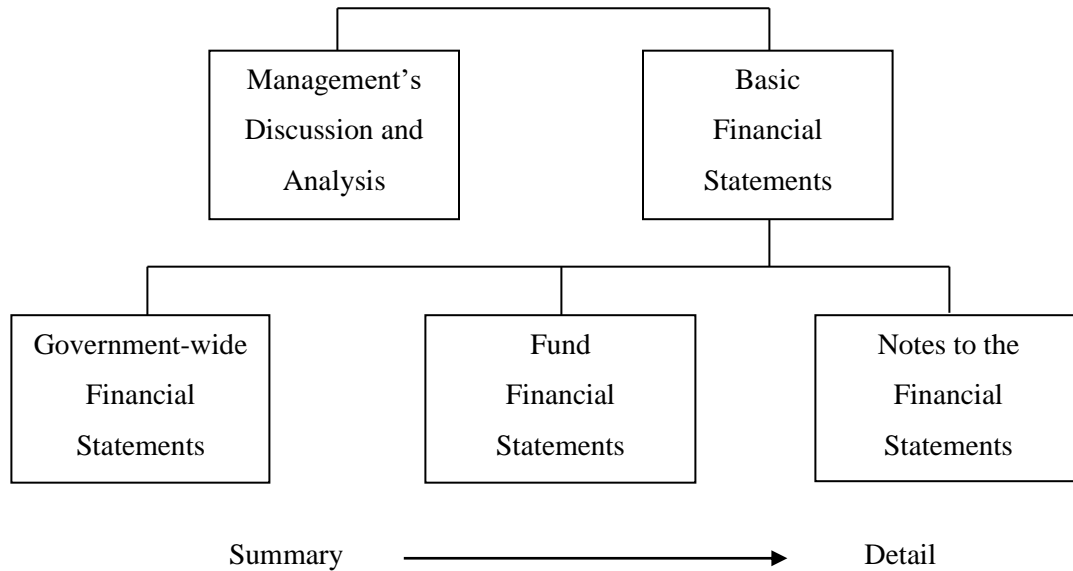 Management’s
Discussion and
Analysis
Basic
Financial
Statements
Government-wide
Financial
Statements
Fund
Financial
Statements
Notes to the
Financial
Statements
Summary
Detail